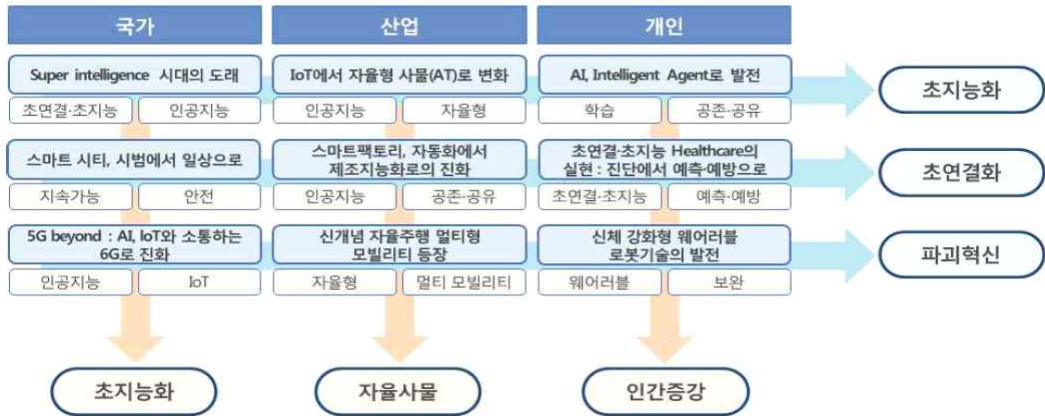 국가
산업
개인
Super intelligence 시대의 도래
IoT에서 자율형 사물(AT)로 변화
AI, Intelligent Agent로 발전
초연결·초지능
인공지능
인공지능
자율형
학습
공존·공유
초지능화
스마트 시티, 시범에서 일상으로
스마트팩토리, 자동화에서
제조지능화로의 진화
초연결·초지능 Healthcare의
실현 : 진단에서 예측·예방으로
지속가능
안전
인공지능
공존·공유
초연결·초지능
예측·예방
초연결화
5G beyond : AI, IoT와 소통하는
6G로 진화
신개념 자율주행 멀티형
모빌리티 등장
신체 강화형 웨어러블
로봇기술의 발전
인공지능
IoT
자율형
멀티 모빌리티
웨어러블
보완
파괴혁신
초지능화
자율사물
인간증강